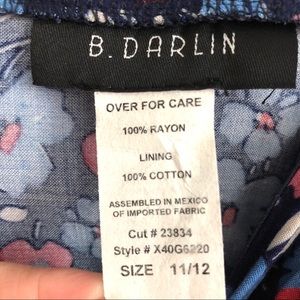 B. DARLIN
OVER FOR CARE
100% RAYON
LINING
100% COTTON
ASSEMBLED IN MEXICO
OF IMPORTED FABRIC
Cut # 23834
Style # X40G6220
SIZE 11/12